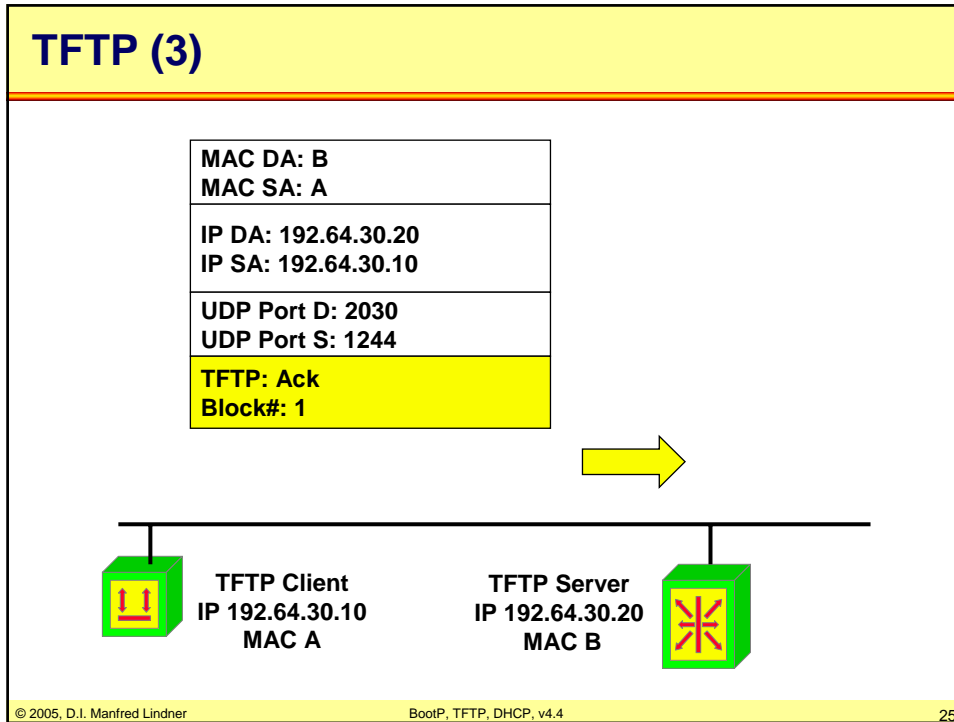 TFTP (3)
MAC DA: B
MAC SA: A
IP DA: 192.64.30.20
IP SA: 192.64.30.10
UDP Port D: 2030
UDP Port S: 1244
TFTP: Ack
Block#: 1
TFTP Client
IP 192.64.30.10
MAC A
TFTP Server
IP 192.64.30.20
MAC B
© 2005, D.I. Manfred Lindner
BootP, TFTP, DHCP, v4.4
25